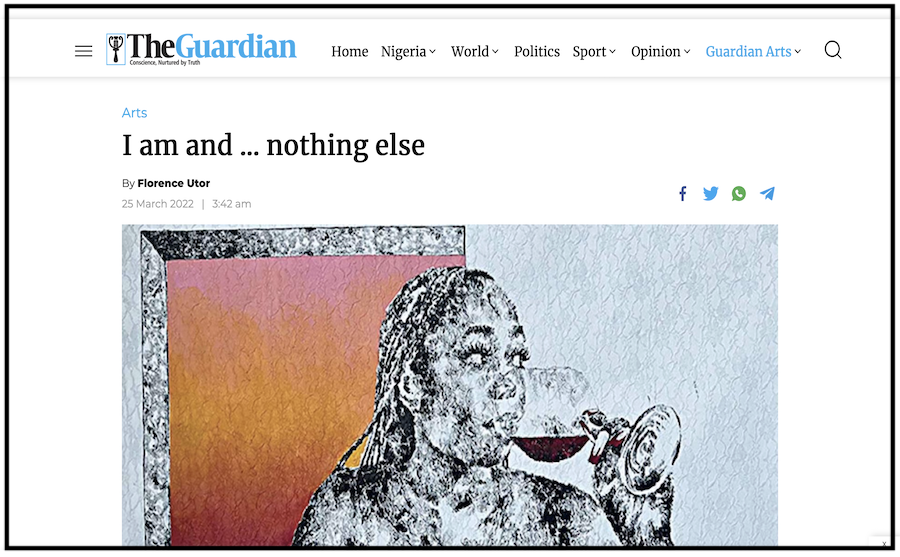 TheGuardian
Conscience, Nurtured by Truth
Home Nigeria World Politics Sport Opinion Guardian Arts
Arts
I am and ... nothing else
By Florence Utor
25 March 2022 | 3:42 am
x